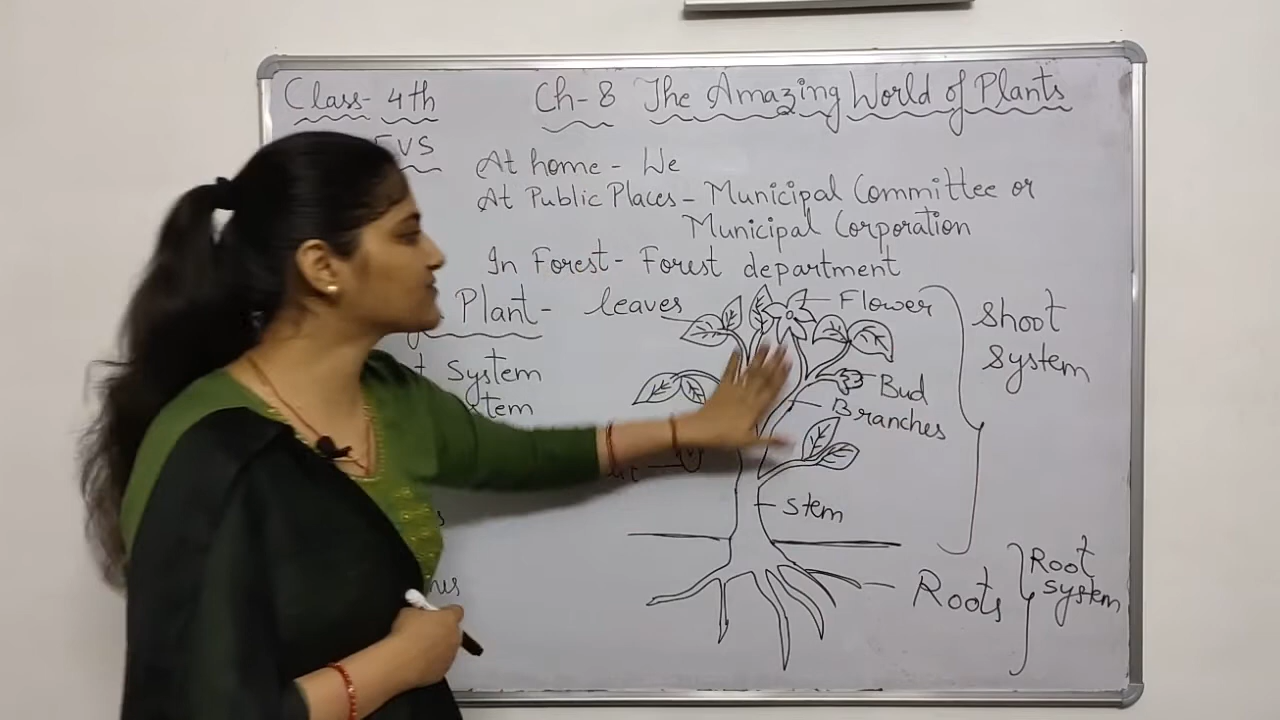 Class- 4th
Ch-8 The Amazing World of Plants
EVS
At home - We
At Public Places - Municipal Committee or
Municipal Corporation
In Forest - Forest department
Plant-
leaves
Flower
Shoot
System
System
Bud
Branches
stem
Roots
Root
System